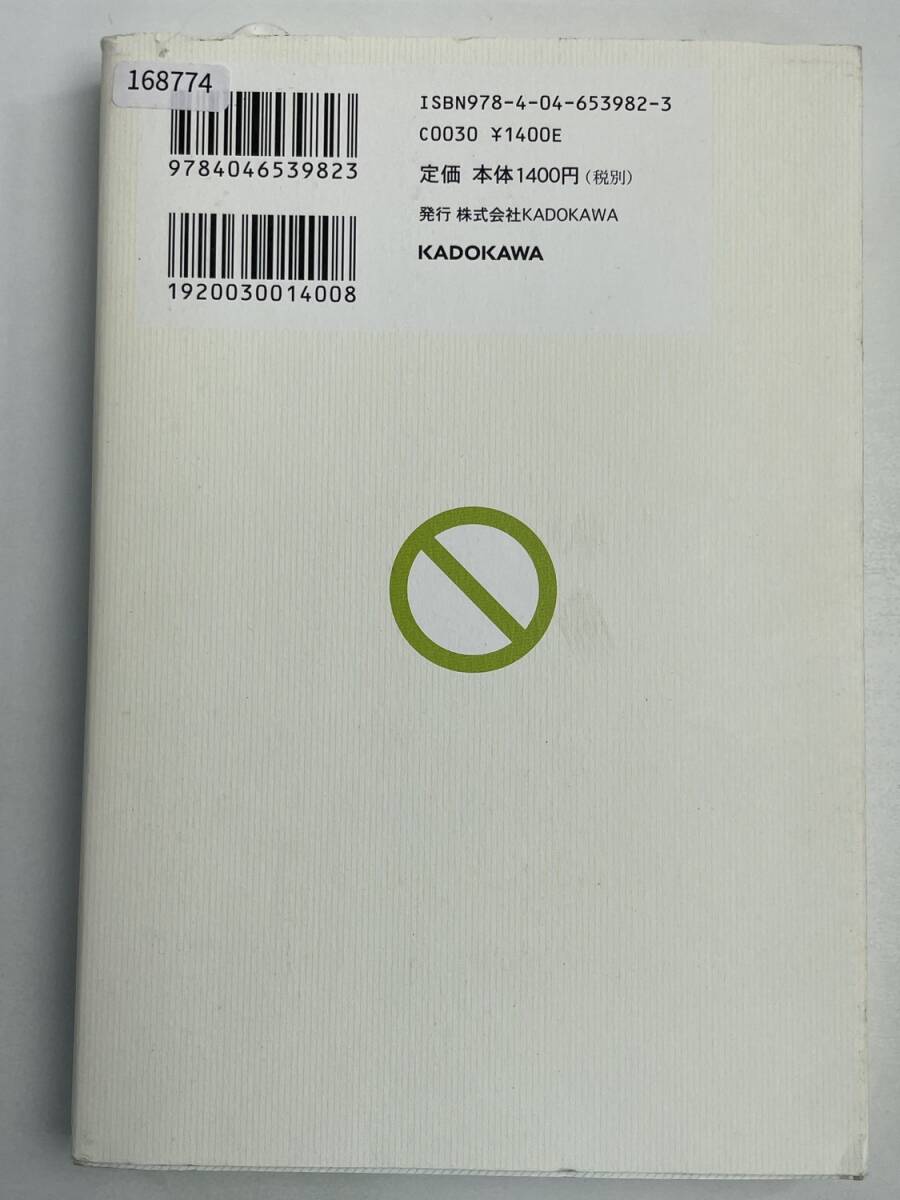 168774
9784046539823
1920030014008
ISBN978-4-04-653982-3
C0030 ¥1400E
定価 本体1400円(税別)
発行 株式会社KADOKAWA
KADOKAWA